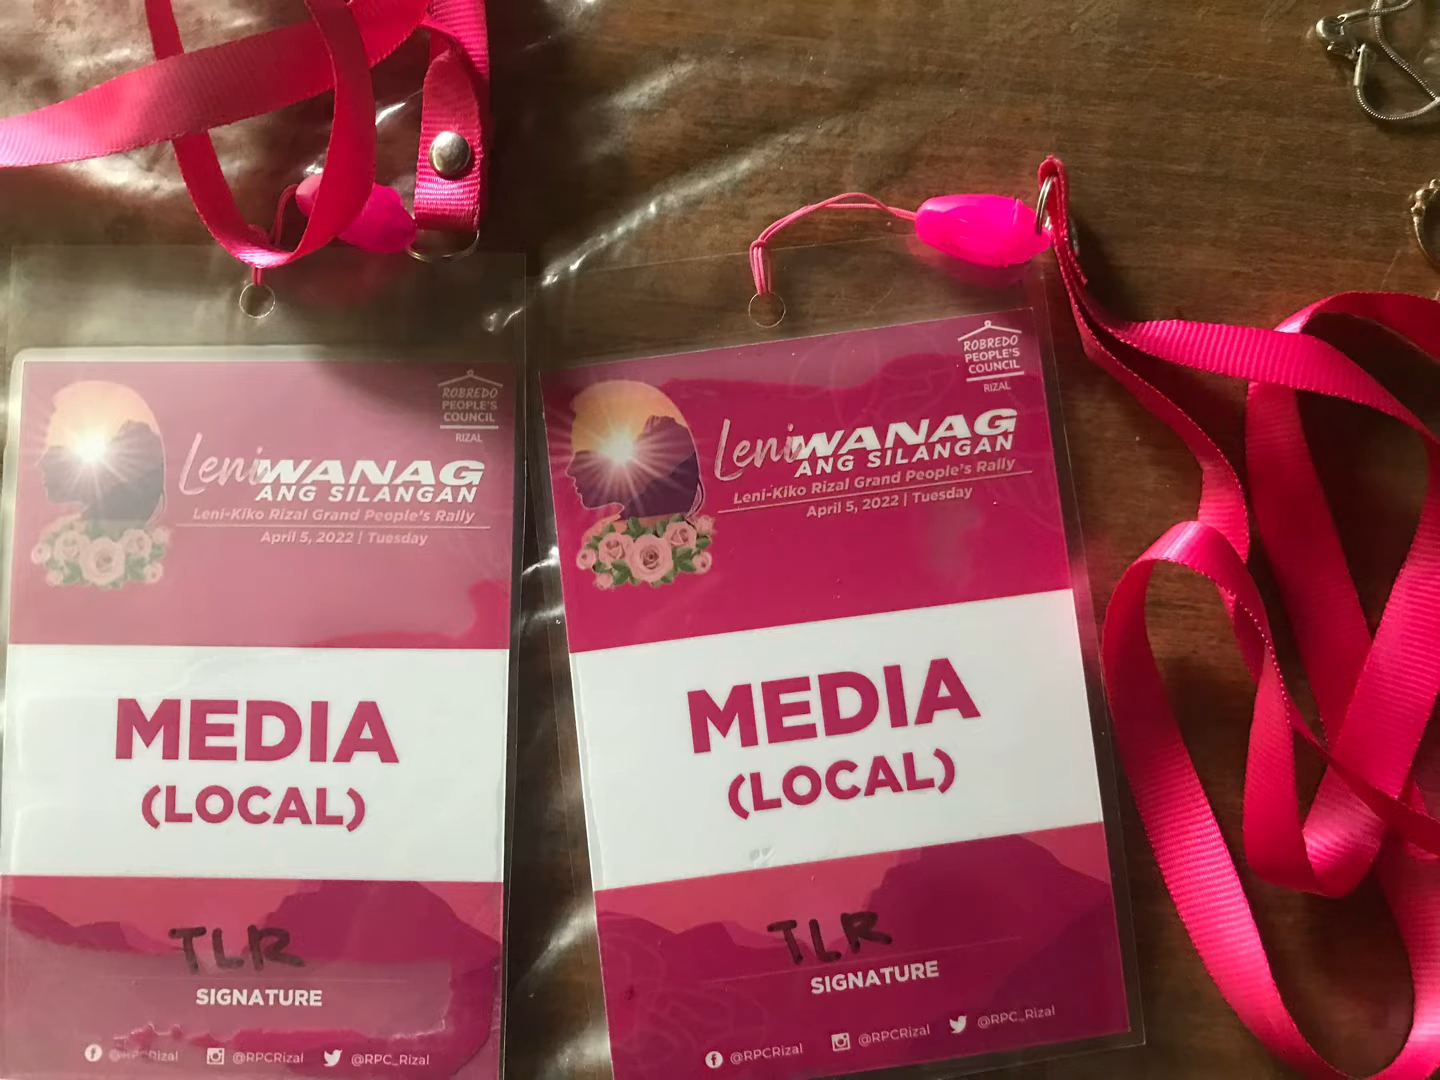 ROBREDO
PEOPLE'S
COUNCIL
RIZAL
LeniWANAG
ANG SILANGAN
Leni-Kiko Rizal Grand People's Rally
April 5, 2022 | Tuesday
MEDIA
(LOCAL)
TLR
SIGNATURE
@RPCRizal
@RPCRizal
@RPC_Rizal
ROBREDO
PEOPLE'S
COUNCIL
RIZAL
LeniWANAG
ANG SILANGAN
Leni-Kiko Rizal Grand People's Rally
April 5, 2022 | Tuesday
MEDIA
(LOCAL)
TLR
SIGNATURE
@RPCRizal
@RPCRizal
@RPC_Rizal